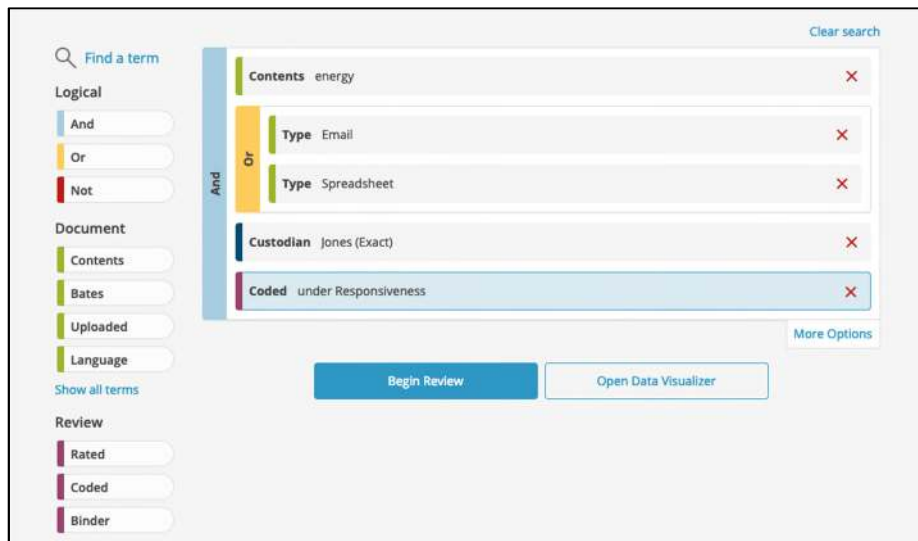 Clear search
Find a term
Logical
And
Or
Not
Document
Contents
Bates
Uploaded
Language
Show all terms
Review
Rated
Coded
Binder
And
Contents energy
Or
Type Email
Type Spreadsheet
Custodian Jones (Exact)
Coded under Responsiveness
More Options
Begin Review
Open Data Visualizer